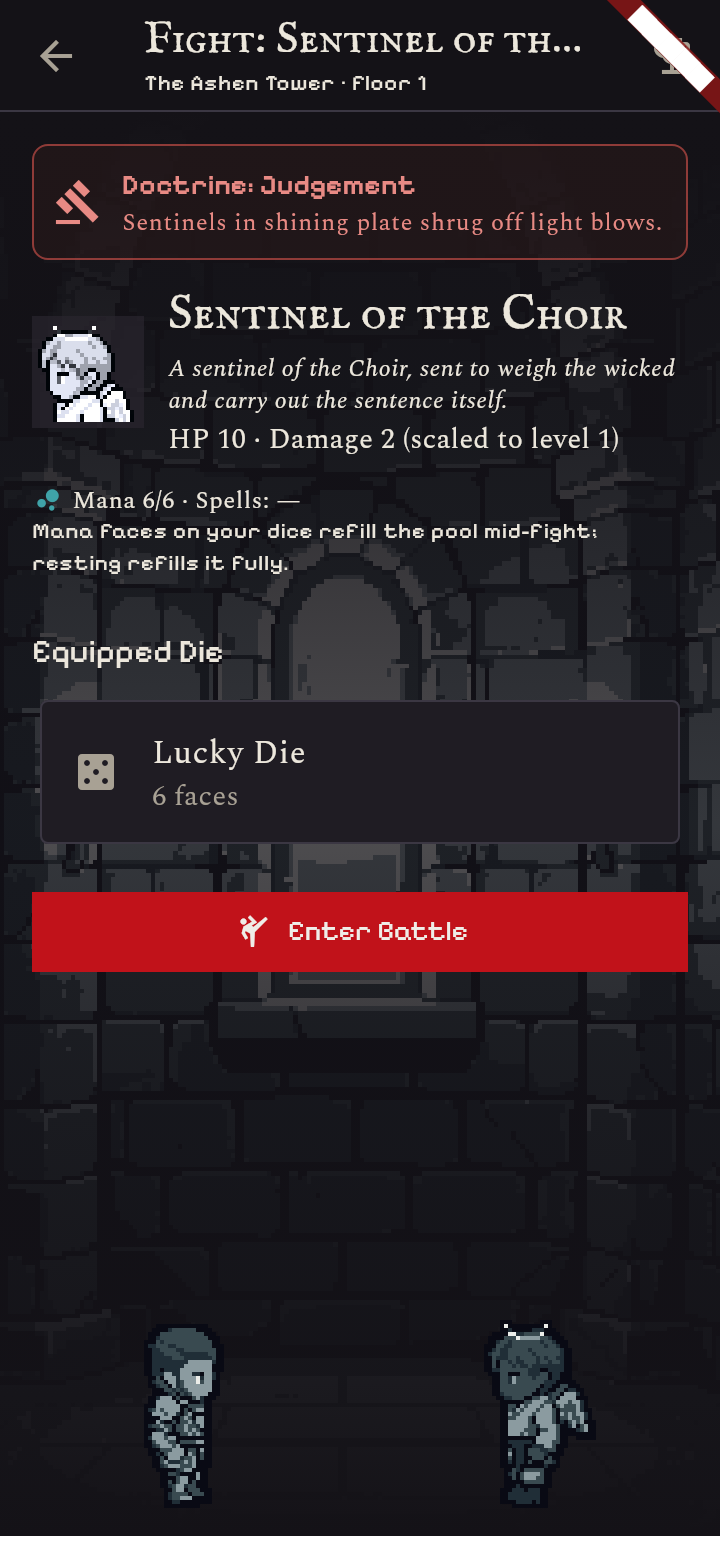 Fight: Sentinel of th...
The Ashen Tower · Floor 1
Doctrine: Judgement
Sentinels in shining plate shrug off light blows.
Sentinel of the Choir
A sentinel of the Choir, sent to weigh the wicked
and carry out the sentence itself.
HP 10 · Damage 2 (scaled to level 1)
Mana 6/6 · Spells: —
Mana faces on your dice refill the pool mid-fight;
resting refills it fully.
Equipped Die
Lucky Die
6 faces
Enter Battle